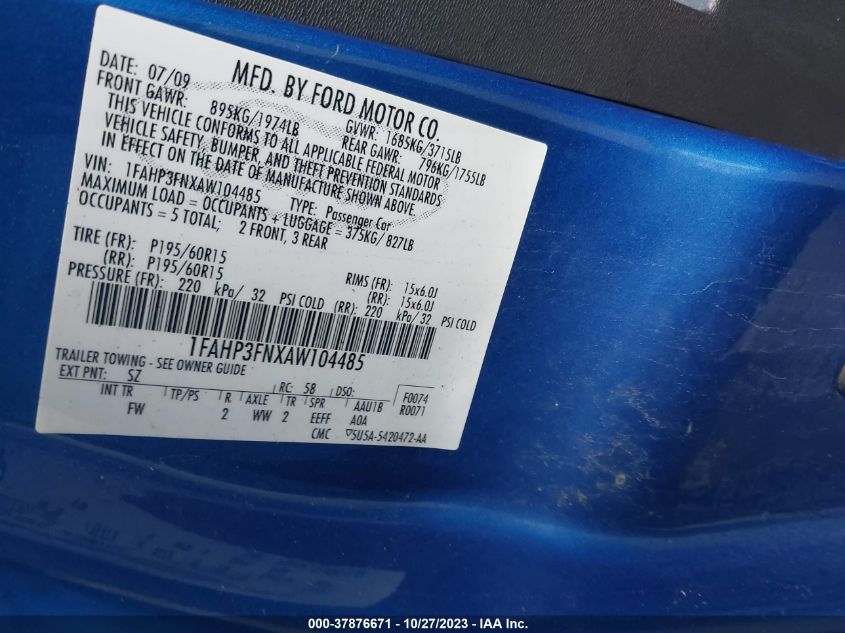 MFD. BY FORD MOTOR CO.
DATE: 07/09 GVWR: 1685KG/3715LB
FRONT GAWR: 895KG/1974LB REAR GAWR: 796KG/1755LB
THIS VEHICLE CONFORMS TO ALL APPLICABLE FEDERAL MOTOR
VEHICLE SAFETY, BUMPER, AND THEFT PREVENTION STANDARDS
IN EFFECT ON THE DATE OF MANUFACTURE SHOWN ABOVE.
VIN: 1FAHP3FNXAW104485 TYPE: Passenger Car
MAXIMUM LOAD = OCCUPANTS + LUGGAGE = 375KG/ 827LB
OCCUPANTS = 5 TOTAL; 2 FRONT, 3 REAR
TIRE (FR): P195/60R15 RIMS (FR): 15x6.0J
(RR): P195/60R15 (RR): 15x6.0J
PRESSURE (FR): 220 kPa/ 32 PSI COLD (RR): 220 kPa/ 32 PSI COLD
1FAHP3FNXAW104485
TRAILER TOWING - SEE OWNER GUIDE F0074
EXT PNT: SZ RC: 58 DSO: R0071
INT TR TP/PS R AXLE TR SPR AAU1B
FW 2 WW 2 EEFF AOA
CMC 5U5A-5420472-AA
000-37876671 - 10/27/2023 - IAA Inc.